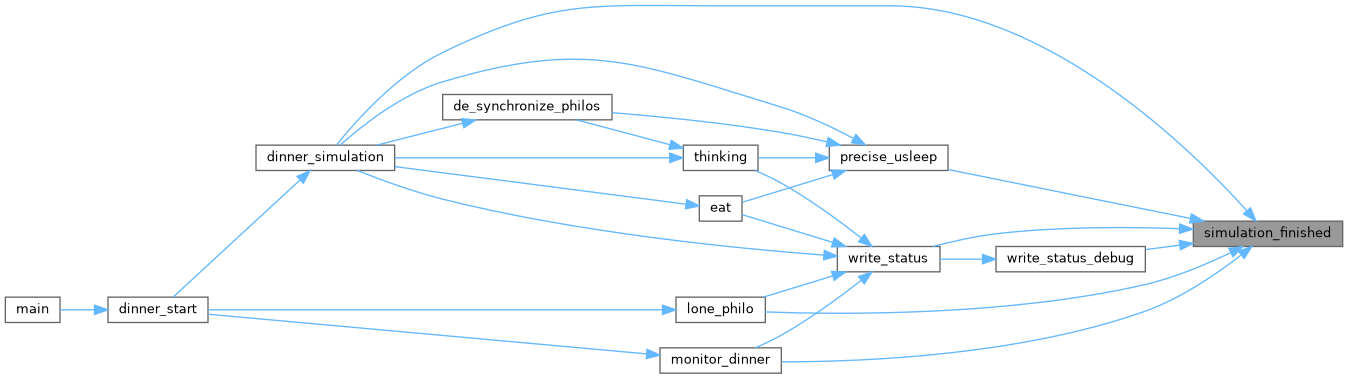 de_synchronize_philos
dinner_simulation
thinking
precise_usleep
eat
simulation_finished
write_status
write_status_debug
main
dinner_start
lone_philo
monitor_dinner